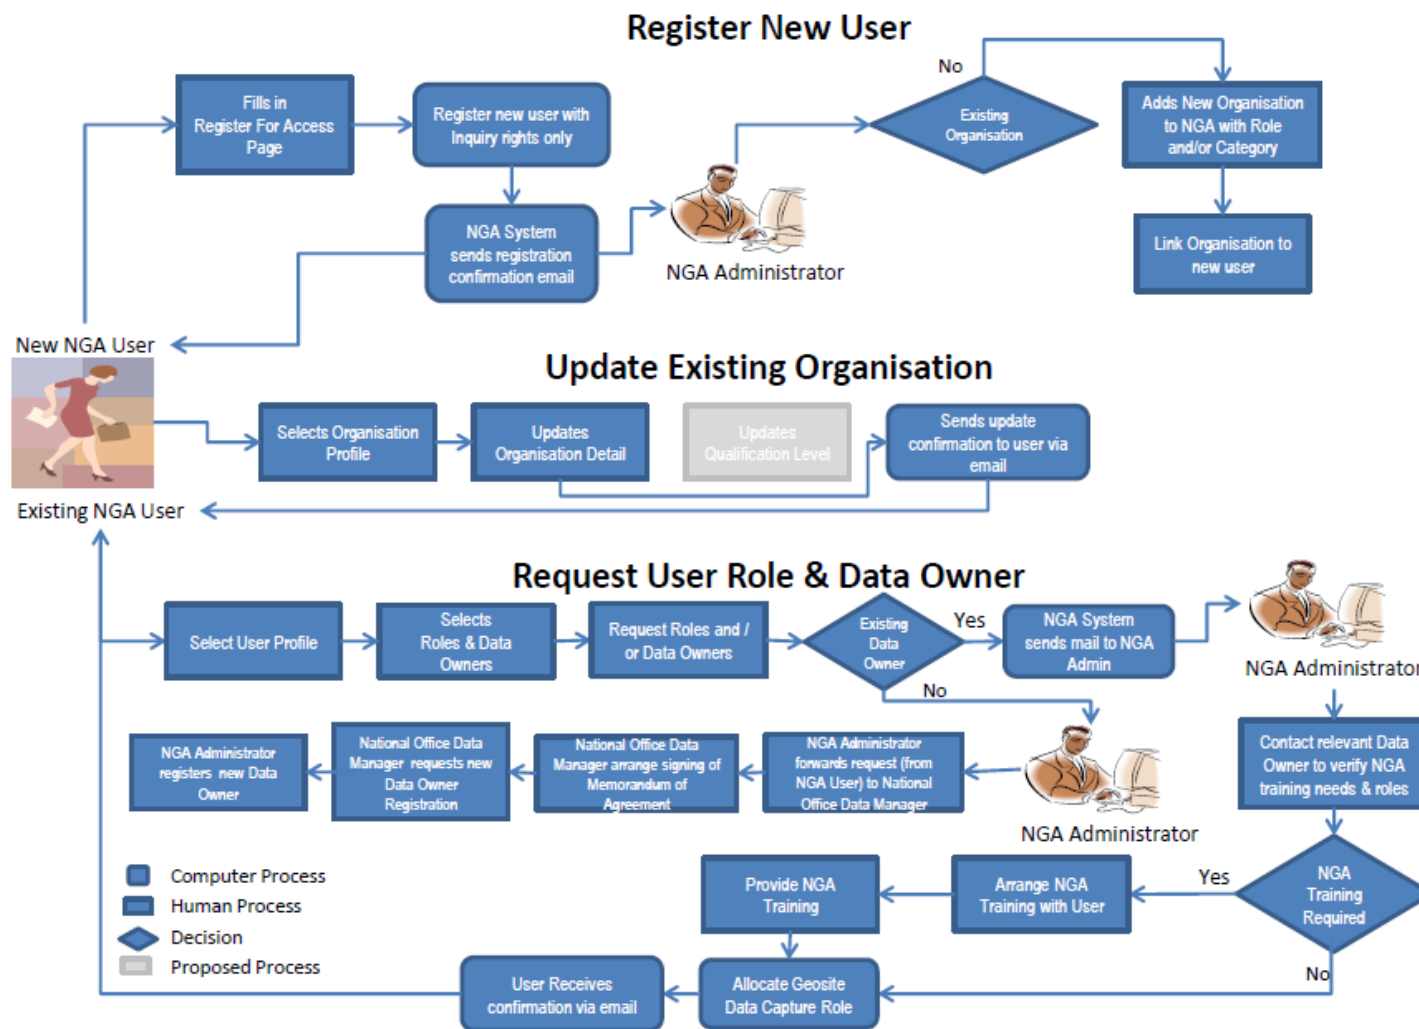 Register New User
No
Fills in
Register For Access
Page
Register new user with
Inquiry rights only
Existing
Organisation
Adds New Organisation
to NGA with Role
and/or Category
NGA System
sends registration
confirmation email
NGA Administrator
Link Organisation to
new user
New NGA User
Update Existing Organisation
Selects Organisation
Profile
Updates
Organisation Detail
Updates
Qualification Level
Sends update
confirmation to user via
email
Existing NGA User
Request User Role & Data Owner
Select User Profile
Selects
Roles & Data
Owners
Request Roles and /
or Data Owners
Existing
Data
Owner
Yes
NGA System
sends mail to NGA
Admin
NGA Administrator
No
NGA Administrator
registers new Data
Owner
National Office Data
Manager requests new
Data Owner
Registration
National Office Data
Manager arrange signing of
Memorandum of
Agreement
NGA Administrator
forwards request (from
NGA User) to National
Office Data Manager
NGA Administrator
Contact relevant Data
Owner to verify NGA
training needs & roles
Computer Process
Human Process
Decision
Proposed Process
Provide NGA
Training
Arrange NGA
Training with User
Yes
NGA
Training
Required
No
User Receives
confirmation via email
Allocate Geosite
Data Capture Role